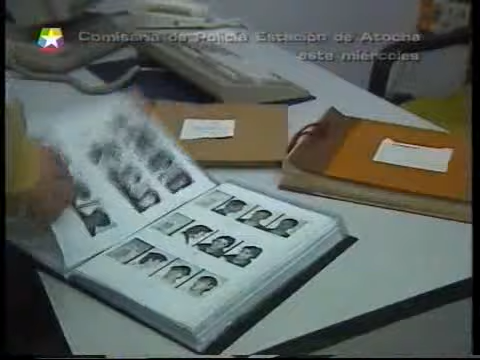 Comisaría de Policía Estación de Atocha
este miércoles